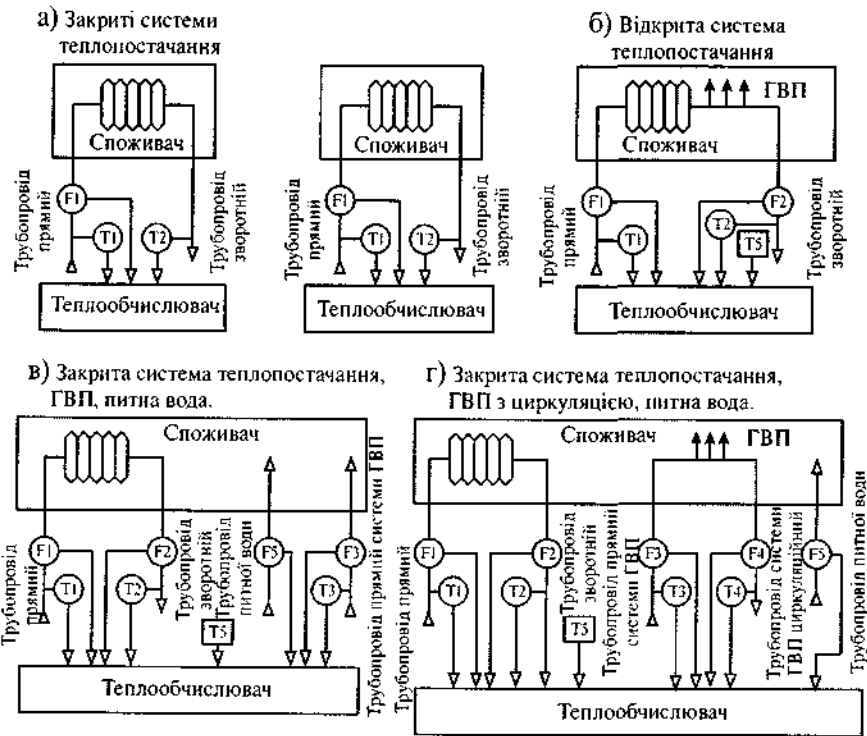 а) Закриті системи
теплопостачання
Споживач
F1
T1
T2
Трубопровід
прямий
Трубопровід
зворотній
Теплообчислювач
Споживач
F1
T1
T2
Трубопровід
прямий
Трубопровід
зворотній
Теплообчислювач
б) Відкрита система
теплопостачання
ГВП
Споживач
F1
F2
T1
T2
T5
Трубопровід
прямий
Трубопровід
зворотній
Теплообчислювач
в) Закрита система теплопостачання,
ГВП, питна вода.
Споживач
F1
F2
F5
F3
T1
T2
T3
T5
Трубопровід
прямий
Трубопровід
зворотній
Трубопровід
питної води
Трубопровід прямий системи ГВП
Теплообчислювач
г) Закрита система теплопостачання,
ГВП з циркуляцією, питна вода.
Споживач
ГВП
F1
F2
F3
F4
F5
T1
T2
T3
T4
T5
Трубопровід прямий
Трубопровід
зворотній
Трубопровід прямий
системи ГВП
Трубопровід системи
ГВП циркуляційний
Трубопровід питної води
Теплообчислювач